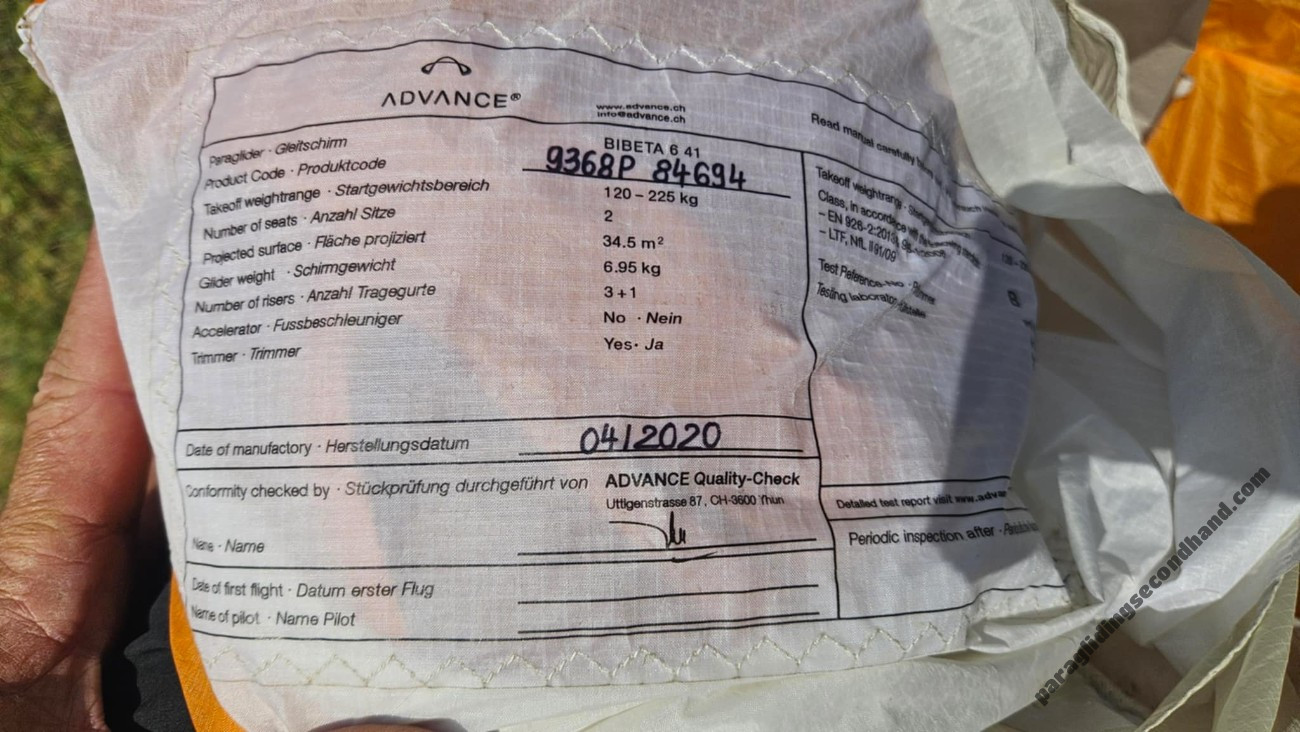 ADVANCE®
www.advance.ch
info@advance.ch
Paraglider · Gleitschirm BIBETA 6 41
Product Code · Produktcode 9368P 84694
Takeoff weightrange · Startgewichtsbereich 120 – 225 kg
Number of seats · Anzahl Sitze 2
Projected surface · Fläche projiziert 34.5 m²
Glider weight · Schirmgewicht 6.95 kg
Number of risers · Anzahl Tragegurte 3 + 1
Accelerator · Fussbeschleuniger No · Nein
Trimmer · Trimmer Yes · Ja
Date of manufactory · Herstellungsdatum 04/2020
Conformity checked by · Stückprüfung durchgeführt von ADVANCE Quality-Check
Uttigenstrasse 87, CH-3600 Thun
Name · Name
Date of first flight · Datum erster Flug
Name of pilot · Name Pilot
Read manual carefully
Takeoff weightrange
Class, in accordance
– EN 926-2:2013
– LTF, NfL II 91/09
B
Test Reference
Testing laboratory
Detailed test report visit www.advan
Periodic inspection after
paraglidingsecondhand.com